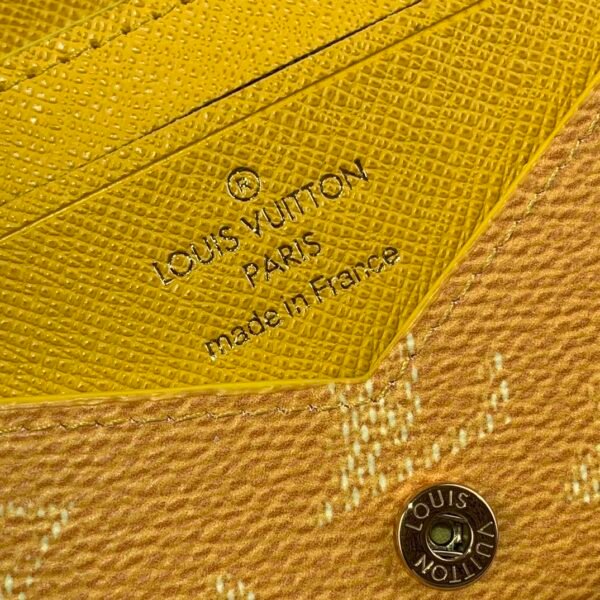 ®
LOUIS VUITTON
PARIS
made in France
LOUIS
VUITTON